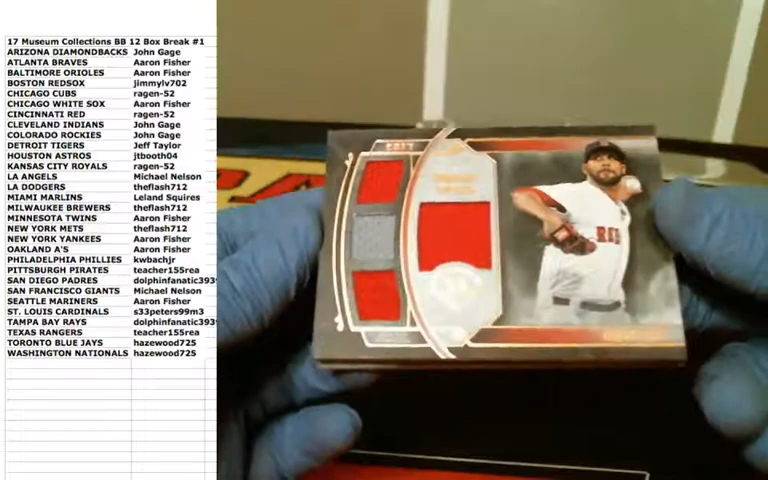 17 Museum Collections BB 12 Box Break #1
ARIZONA DIAMONDBACKS John Gage
ATLANTA BRAVES Aaron Fisher
BALTIMORE ORIOLES Aaron Fisher
BOSTON REDSOX jimmylv702
CHICAGO CUBS ragen-52
CHICAGO WHITE SOX Aaron Fisher
CINCINNATI RED ragen-52
CLEVELAND INDIANS John Gage
COLORADO ROCKIES John Gage
DETROIT TIGERS Jeff Taylor
HOUSTON ASTROS jtbooth04
KANSAS CITY ROYALS ragen-52
LA ANGELS Michael Nelson
LA DODGERS theflash712
MIAMI MARLINS Leland Squires
MILWAUKEE BREWERS theflash712
MINNESOTA TWINS Aaron Fisher
NEW YORK METS theflash712
NEW YORK YANKEES Aaron Fisher
OAKLAND A'S Aaron Fisher
PHILADELPHIA PHILLIES kwbachjr
PITTSBURGH PIRATES teacher155rea
SAN DIEGO PADRES dolphinfanatic393
SAN FRANCISCO GIANTS Michael Nelson
SEATTLE MARINERS Aaron Fisher
ST. LOUIS CARDINALS s33peters99m3
TAMPA BAY RAYS dolphinfanatic393
TEXAS RANGERS teacher155rea
TORONTO BLUE JAYS hazewood725
WASHINGTON NATIONALS hazewood725
RED